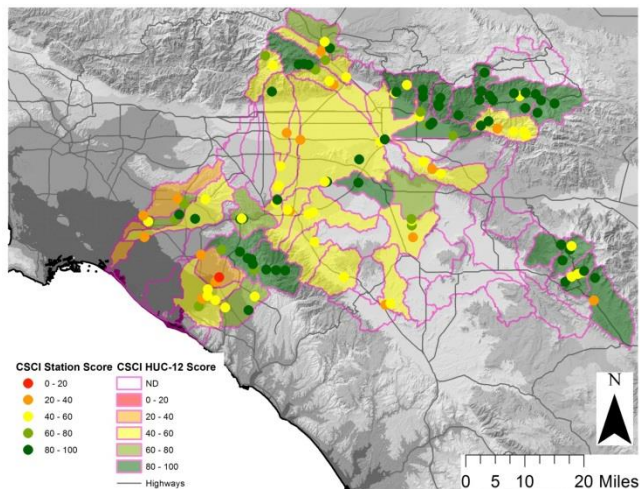 CSCI Station Score
0 - 20
20 - 40
40 - 60
60 - 80
80 - 100
CSCI HUC-12 Score
ND
0 - 20
20 - 40
40 - 60
60 - 80
80 - 100
Highways
N
0 5 10 20 Miles